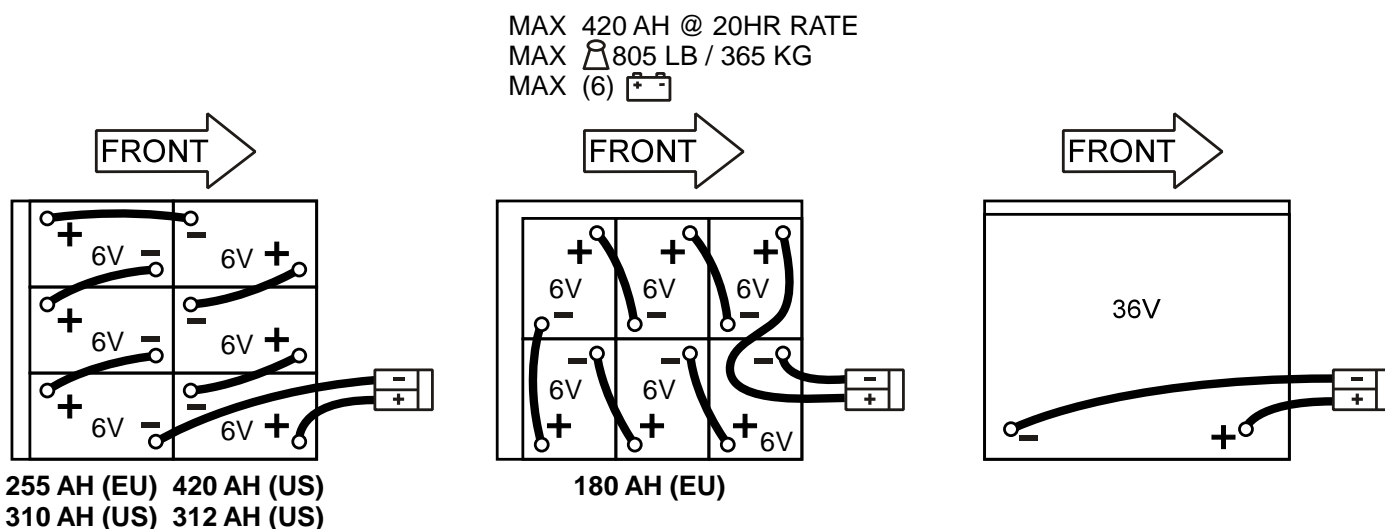 MAX 420 AH @ 20HR RATE
MAX 805 LB / 365 KG
MAX (6) + -
FRONT
+ - 6V - 6V +
+ - 6V - 6V +
+ - 6V - 6V +
- +
255 AH (EU) 420 AH (US)
310 AH (US) 312 AH (US)
FRONT
+ + +
6V 6V 6V
- - -
- - -
6V 6V
+ + + 6V
- +
180 AH (EU)
FRONT
36V
- +
- +